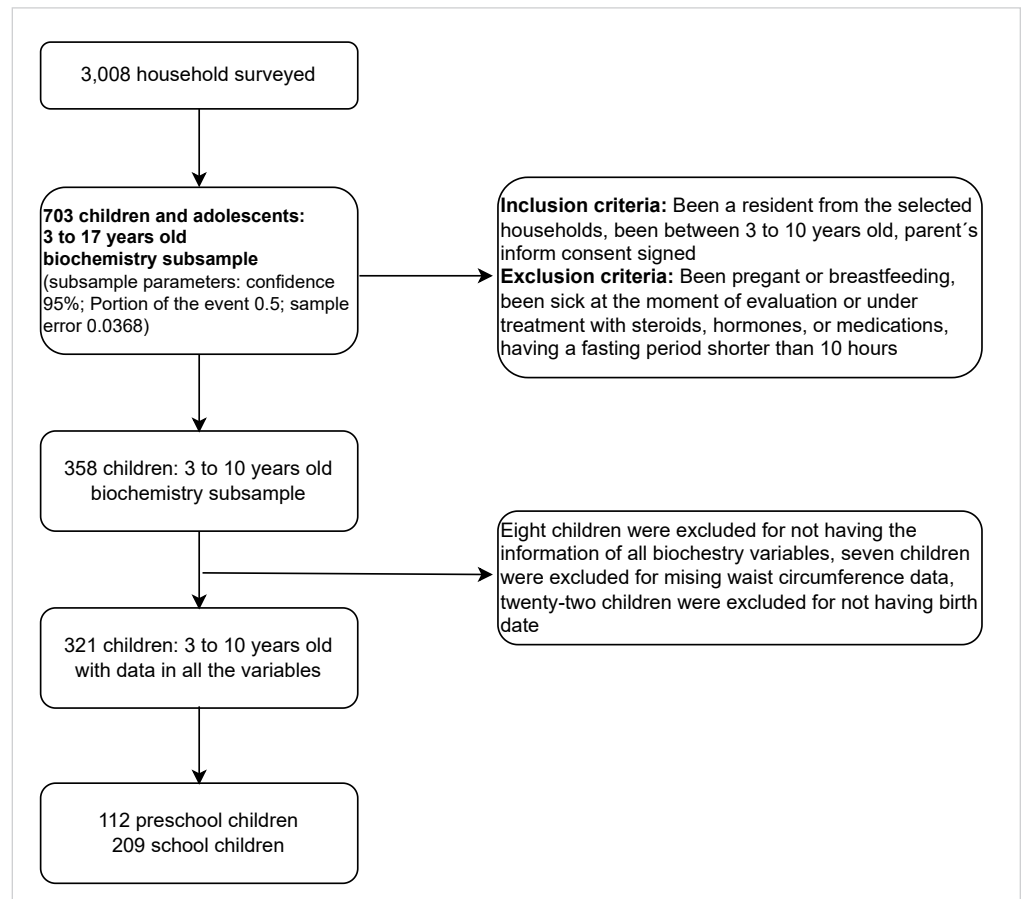 3,008 household surveyed
703 children and adolescents:
3 to 17 years old
biochemistry subsample
(subsample parameters: confidence
95%; Portion of the event 0.5; sample
error 0.0368)
Inclusion criteria: Been a resident from the selected
households, been between 3 to 10 years old, parent´s
inform consent signed
Exclusion criteria: Been pregant or breastfeeding,
been sick at the moment of evaluation or under
treatment with steroids, hormones, or medications,
having a fasting period shorter than 10 hours
358 children: 3 to 10 years old
biochemistry subsample
Eight children were excluded for not having the
information of all biochestry variables, seven children
were excluded for mising waist circumference data,
twenty-two children were excluded for not having birth
date
321 children: 3 to 10 years old
with data in all the variables
112 preschool children
209 school children